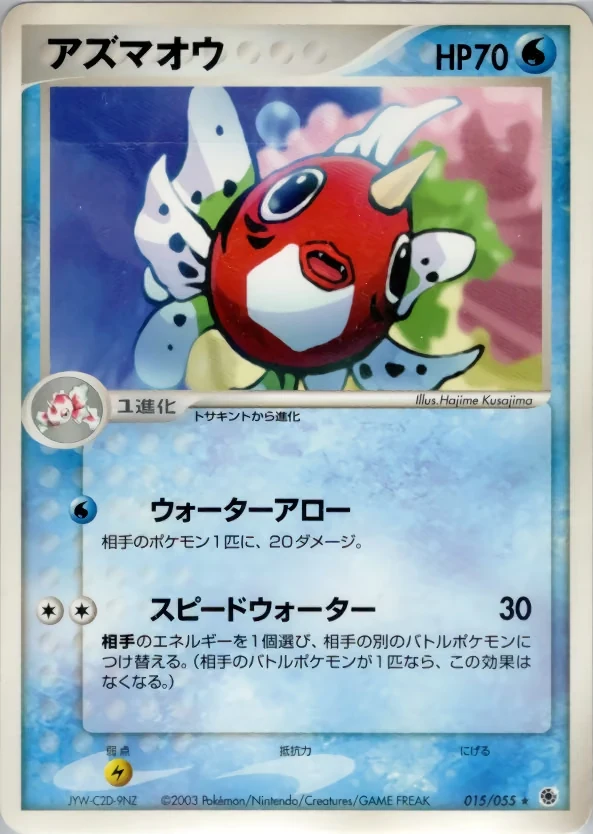 アズマオウ
HP70
Illus.Hajime Kusajima
1進化
トサキントから進化
ウォーターアロー
相手のポケモン1匹に、20ダメージ。
スピードウォーター 30
相手のエネルギーを1個選び、相手の別のバトルポケモンに
つけ替える。(相手のバトルポケモンが1匹なら、この効果は
なくなる。)
弱点 抵抗力 にげる
JYW-C2D-9NZ ©2003 Pokémon/Nintendo/Creatures/GAME FREAK 015/055 ★